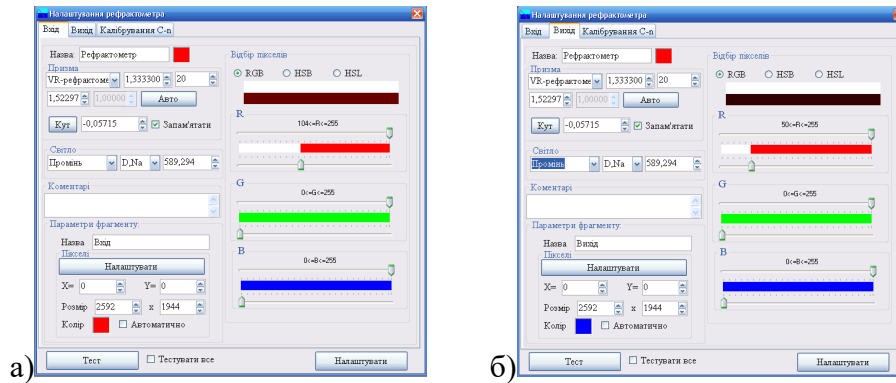 Налаштування рефрактометра
Вхід Вихід Калібрування С-n
Назва: Рефрактометр
Призма
VR-рефрактоме 1,333300 20
1,52297 1,00000 Авто
Кут -0,05715 Запам'ятати
Світло
Промінь D,Na 589,294
Коментарі
Параметри фрагменту:
Назва Вхід
Пікселі
Налаштувати
X= 0 Y= 0
Розмір 2592 x 1944
Колір Автоматично
Відбір пікселів
RGB HSB HSL
R
104<=R<=255
G
0<=G<=255
B
0<=B<=255
Тест Тестувати все Налаштувати
а)
Налаштування рефрактометра
Вхід Вихід Калібрування С-n
Назва: Рефрактометр
Призма
VR-рефрактоме 1,333300 20
1,52297 1,00000 Авто
Кут -0,05715 Запам'ятати
Світло
Промінь D,Na 589,294
Коментарі
Параметри фрагменту:
Назва Вихід
Пікселі
Налаштувати
X= 0 Y= 0
Розмір 2592 x 1944
Колір Автоматично
Відбір пікселів
RGB HSB HSL
R
50<=R<=255
G
0<=G<=255
B
0<=B<=255
Тест Тестувати все Налаштувати
б)